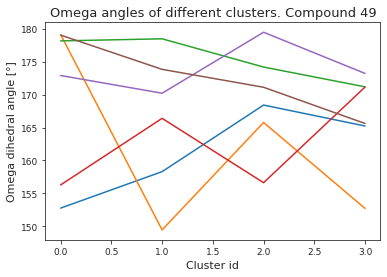 Omega angles of different clusters. Compound 49
Omega dihedral angle [°]
180
175
170
165
160
155
150
0.0 0.5 1.0 1.5 2.0 2.5 3.0
Cluster id